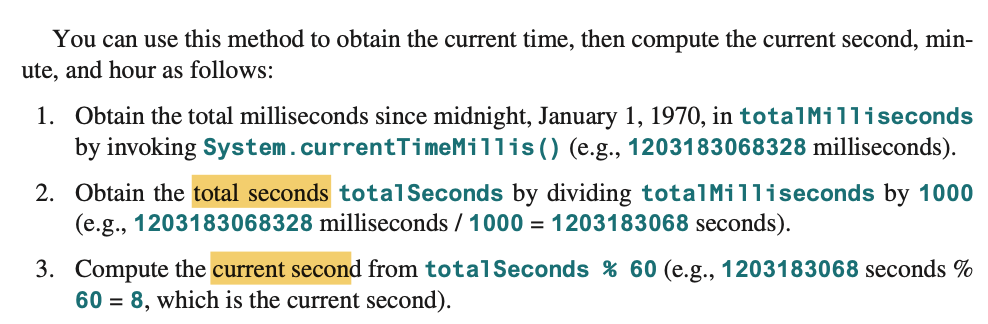 You can use this method to obtain the current time, then compute the current second, min-
ute, and hour as follows:
1. Obtain the total milliseconds since midnight, January 1, 1970, in totalMilliseconds
by invoking System.currentTimeMillis() (e.g., 1203183068328 milliseconds).
2. Obtain the total seconds totalSeconds by dividing totalMilliseconds by 1000
(e.g., 1203183068328 milliseconds / 1000 = 1203183068 seconds).
3. Compute the current second from totalSeconds % 60 (e.g., 1203183068 seconds %
60 = 8, which is the current second).